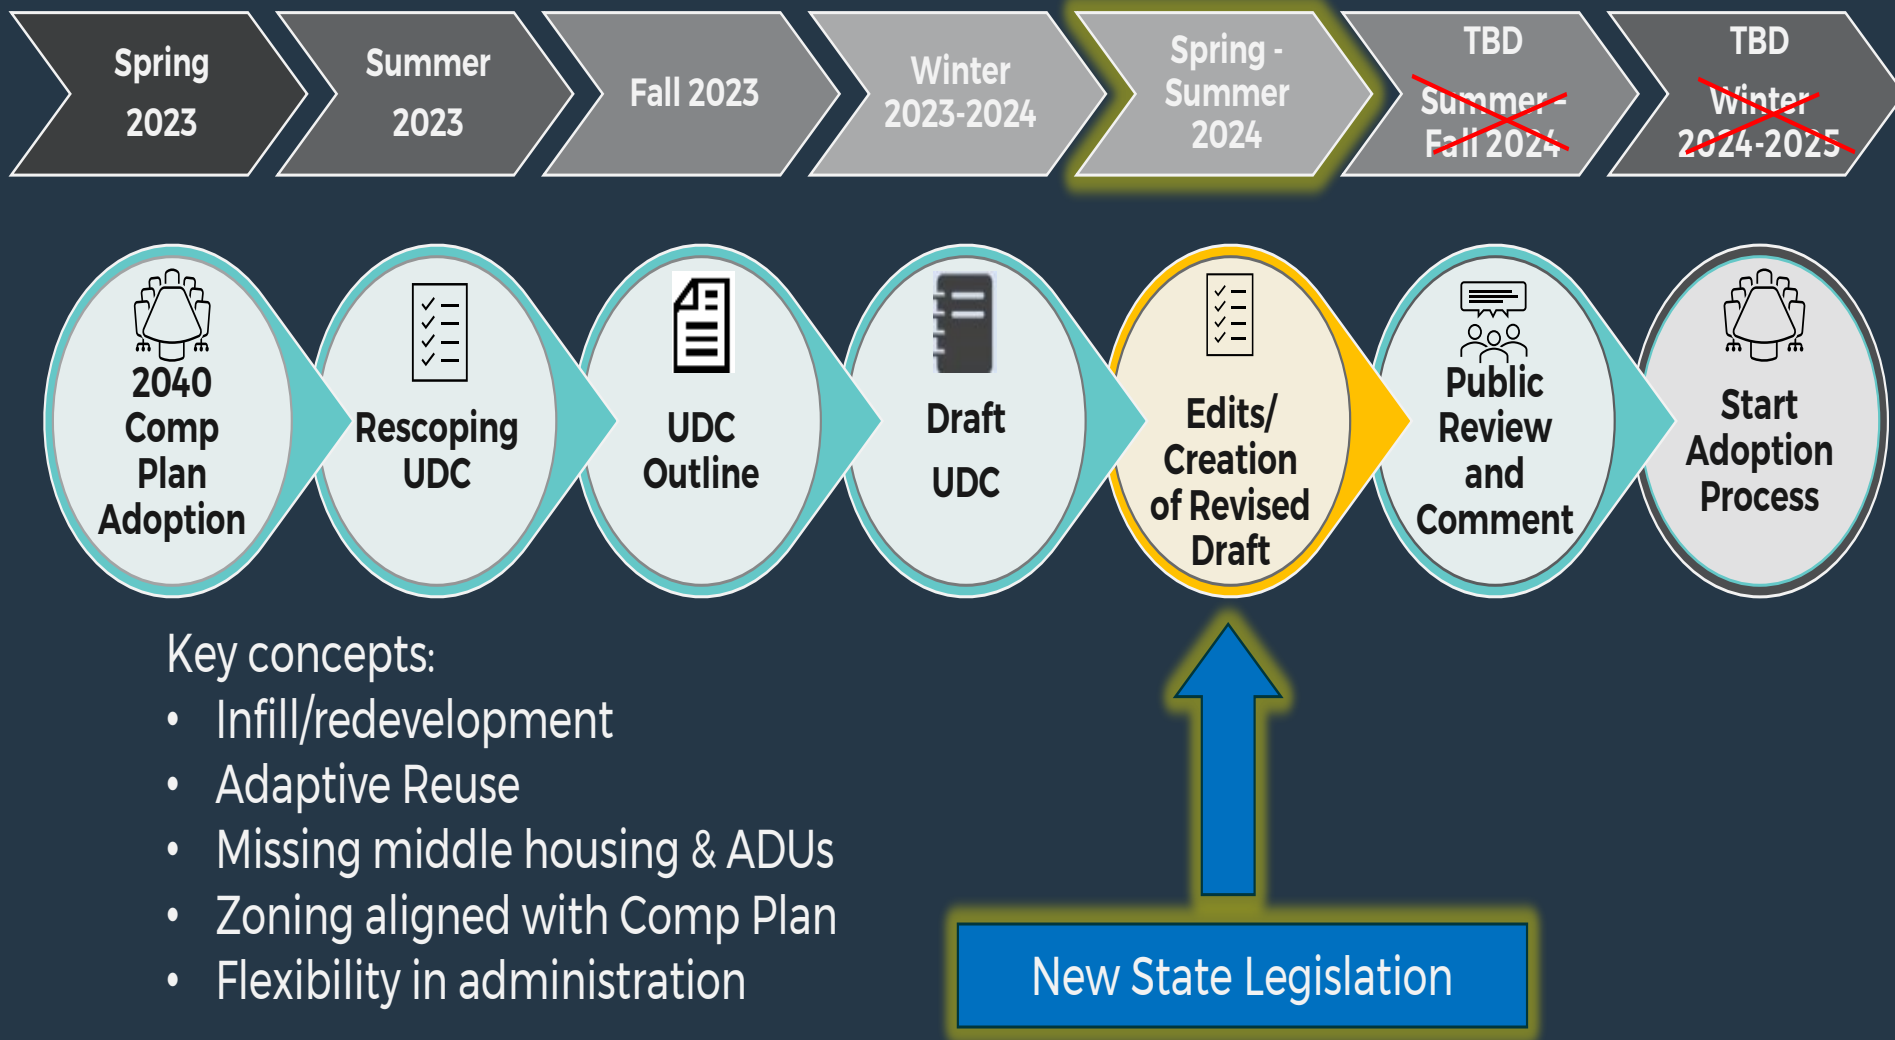 Spring
2023
Summer
2023
Fall 2023
Winter
2023-2024
Spring -
Summer
2024
TBD
Summer –
Fall 2024
TBD
Winter
2024-2025
2040
Comp
Plan
Adoption
Rescoping
UDC
UDC
Outline
Draft
UDC
Edits/
Creation
of Revised
Draft
Public
Review
and
Comment
Start
Adoption
Process
Key concepts:
• Infill/redevelopment
• Adaptive Reuse
• Missing middle housing & ADUs
• Zoning aligned with Comp Plan
• Flexibility in administration
New State Legislation